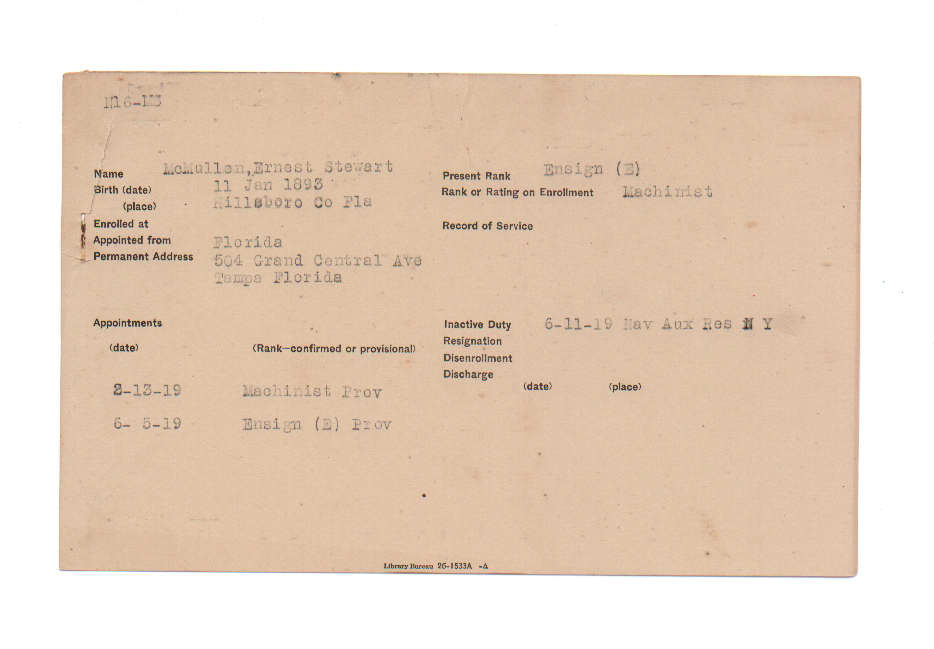 N16-M3
Name McMullen,Ernest Stewart
Birth (date) 11 Jan 1893
(place) Hillsboro Co Fla
Enrolled at
Appointed from Florida
Permanent Address 504 Grand Central Ave
Tampa Florida
Present Rank Ensign (E)
Rank or Rating on Enrollment Machinist
Record of Service
Appointments
(date) (Rank—confirmed or provisional)
2-13-19 Machinist Prov
6- 5-19 Ensign (E) Prov
Inactive Duty 6-11-19 Nav Aux Res N Y
Resignation
Disenrollment
Discharge
(date) (place)
Library Bureau 26-1533A -A